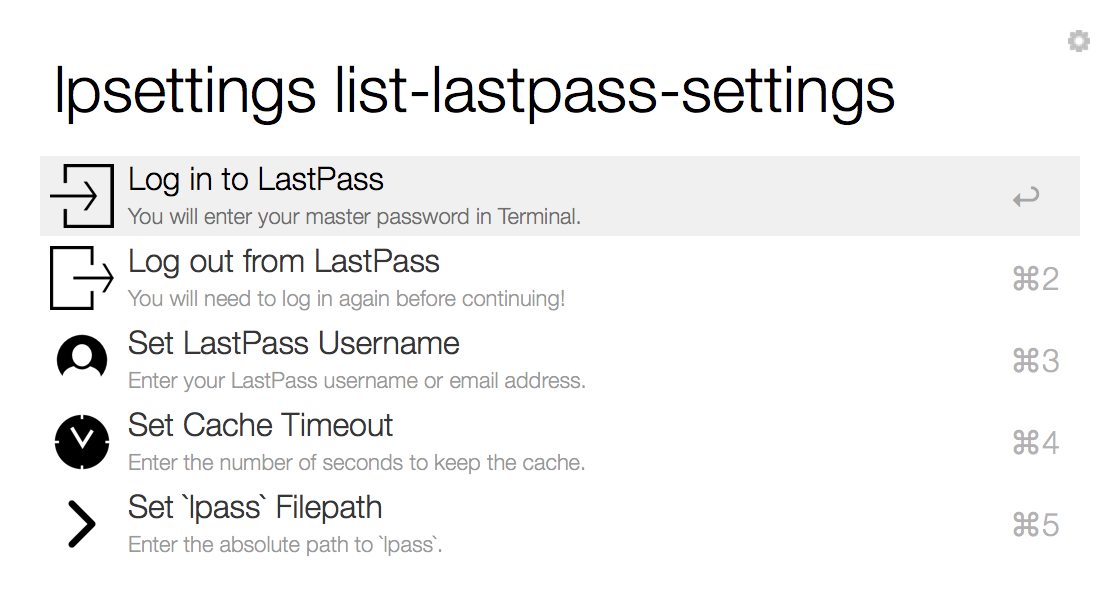 lpsettings list-lastpass-settings
Log in to LastPass
You will enter your master password in Terminal.
↩
Log out from LastPass
You will need to log in again before continuing!
⌘2
Set LastPass Username
Enter your LastPass username or email address.
⌘3
Set Cache Timeout
Enter the number of seconds to keep the cache.
⌘4
Set `lpass` Filepath
Enter the absolute path to `lpass`.
⌘5